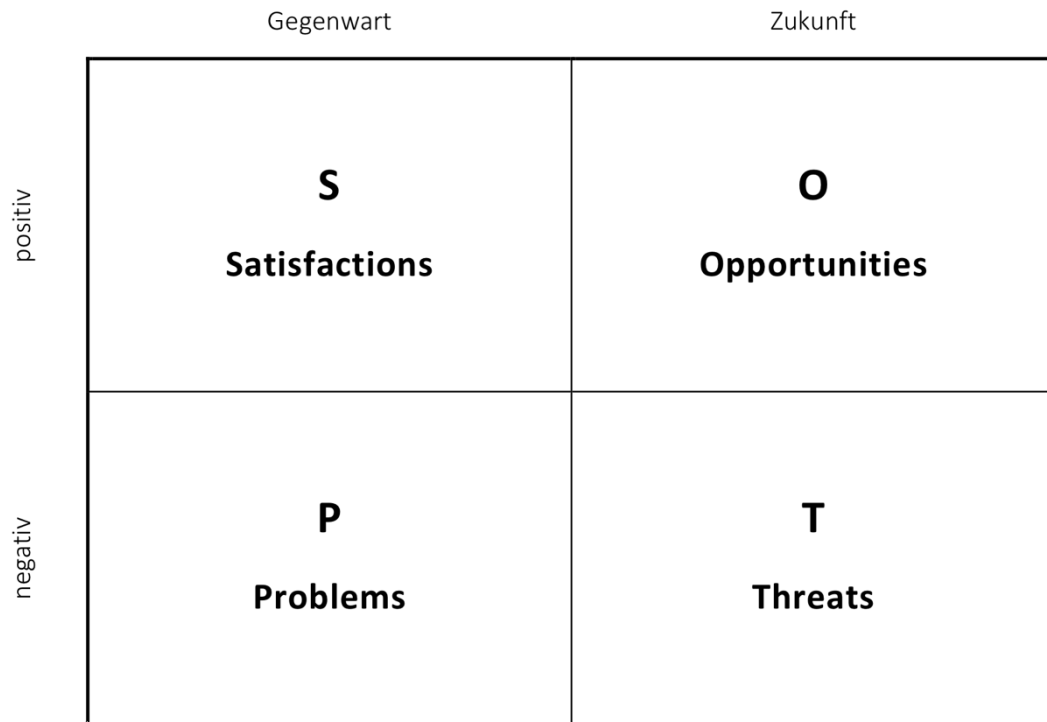 Gegenwart
Zukunft
positiv
S
Satisfactions
O
Opportunities
negativ
P
Problems
T
Threats